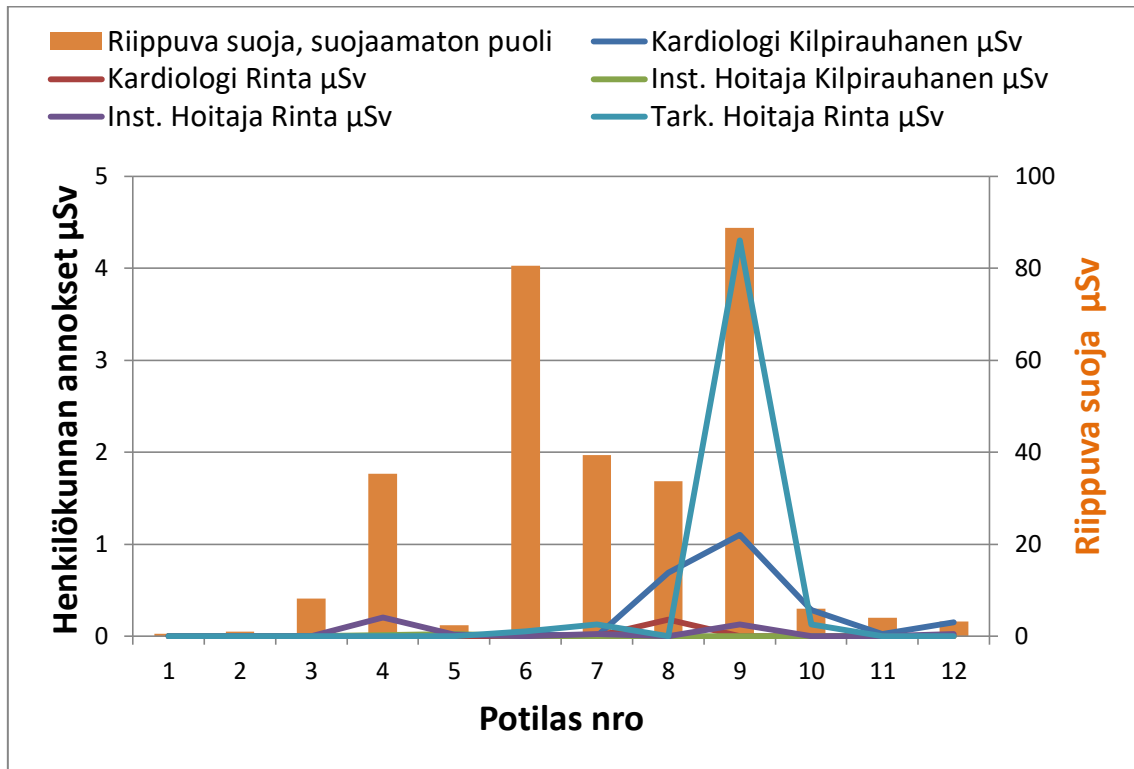 Riippuva suoja, suojaamaton puoli
Kardiologi Kilpirauhanen µSv
Kardiologi Rinta µSv
Inst. Hoitaja Kilpirauhanen µSv
Inst. Hoitaja Rinta µSv
Tark. Hoitaja Rinta µSv
Henkilökunnan annokset µSv
5
4
3
2
1
0
100
80
60
40
20
0
Riippuva suoja µSv
1 2 3 4 5 6 7 8 9 10 11 12
Potilas nro